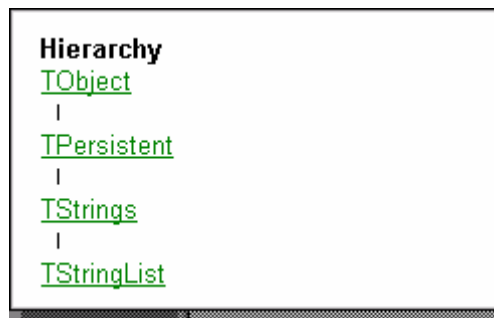 Hierarchy
TObject
|
TPersistent
|
TStrings
|
TStringList